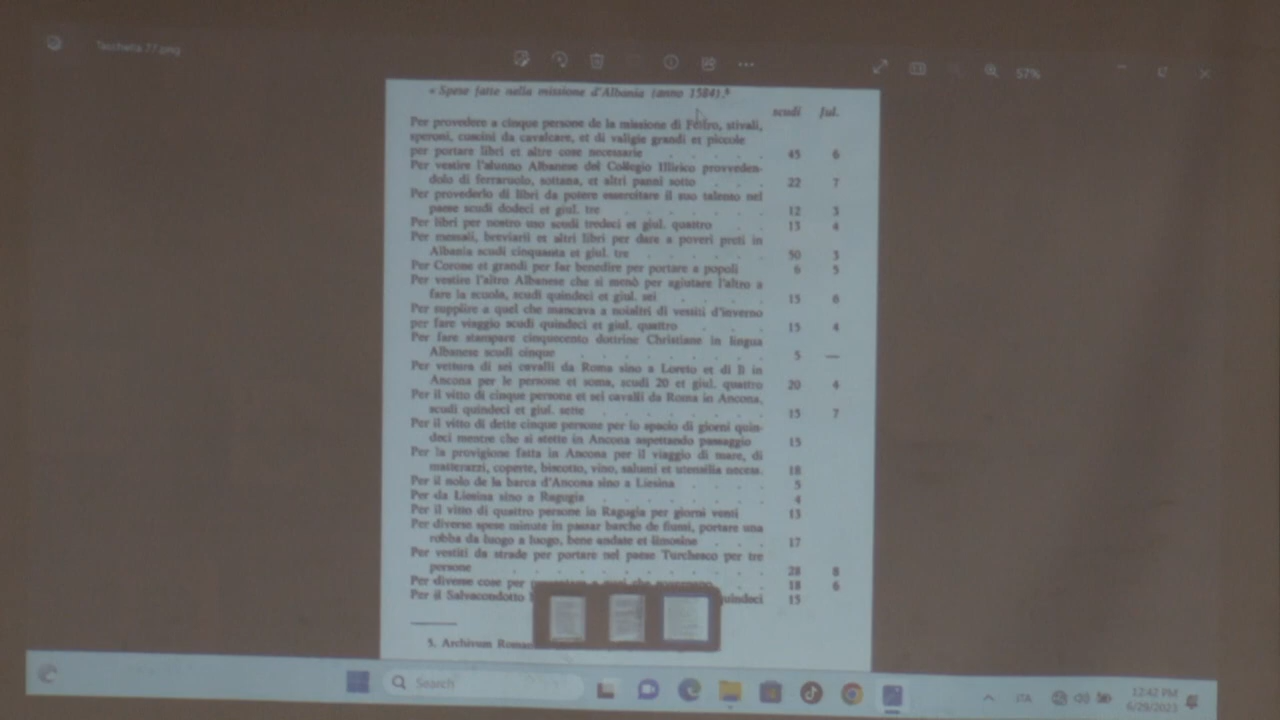 Tacchella 77.png
57%
« Spese fatte nella missione d'Albania (anno 1584).⁵
scudi Jul.
Per provedere a cinque persone de la missione di Feltro, stivali,
speroni, cuscini da cavalcare, et di valigie grandi et piccole
per portare libri et altre cose necessarie . . . . . 45 6
Per vestire l'alunno Albanese del Collegio Illirico provveden-
dolo di ferraruolo, sottana, et altri panni sotto . . . . 22 7
Per provederlo di libri da potere essercitare il suo talento nel
paese scudi dodeci et giul. tre . . . . . . . 12 3
Per libri per nostro uso scudi tredeci et giul. quattro . . . 13 4
Per messali, breviarii et altri libri per dare a poveri preti in
Albania scudi cinquanta et giul. tre . . . . . . 50 3
Per Corone et grandi per far benedire per portare a populi . 6 5
Per vestire l'altro Albanese che si menò per agiutare l'altro a
fare la scuola, scudi quindeci et giul. sei . . . . . 15 6
Per supplire a quel che mancava a noialtri di vestiti d'inverno
per fare viaggio scudi quindeci et giul. quattro . . . . 15 4
Per fare stampare cinquecento dottrine Christiane in lingua
Albanese scudi cinque . . . . . . . . . 5 —
Per vettura di sei cavalli da Roma sino a Loreto et di lì in
Ancona per le persone et soma, scudi 20 et giul. quattro 20 4
Per il vitto di cinque persone et sei cavalli da Roma in Ancona,
scudi quindeci et giul. sette . . . . . . . 15 7
Per il vitto di dette cinque persone per lo spacio di giorni quin-
deci mentre che si stette in Ancona aspettando passaggio 15
Per la provigione fatta in Ancona per il viaggio di mare, di
matterazzi, coperte, biscotto, vino, salumi et utensilia necess. 18
Per il nolo de la barca d'Ancona sino a Liesina . . . . 5
Per da Liesina sino a Ragugia . . . . . . . 4
Per il vitto di quattro persone in Ragugia per giorni venti . 13
Per diverse spese minute in passar barche de fiumi, portare una
robba da luogo a luogo, bene andate et limosine . . . 17
Per vestiti da strade per portare nel paese Turchesco per tre
persone . . . . . . . . . . . . 28 8
Per diverse cose per . . 18 6
Per il Salvacondotto quindeci 15
5. Archivum
Search
ITA
12:42 PM
6/29/2023